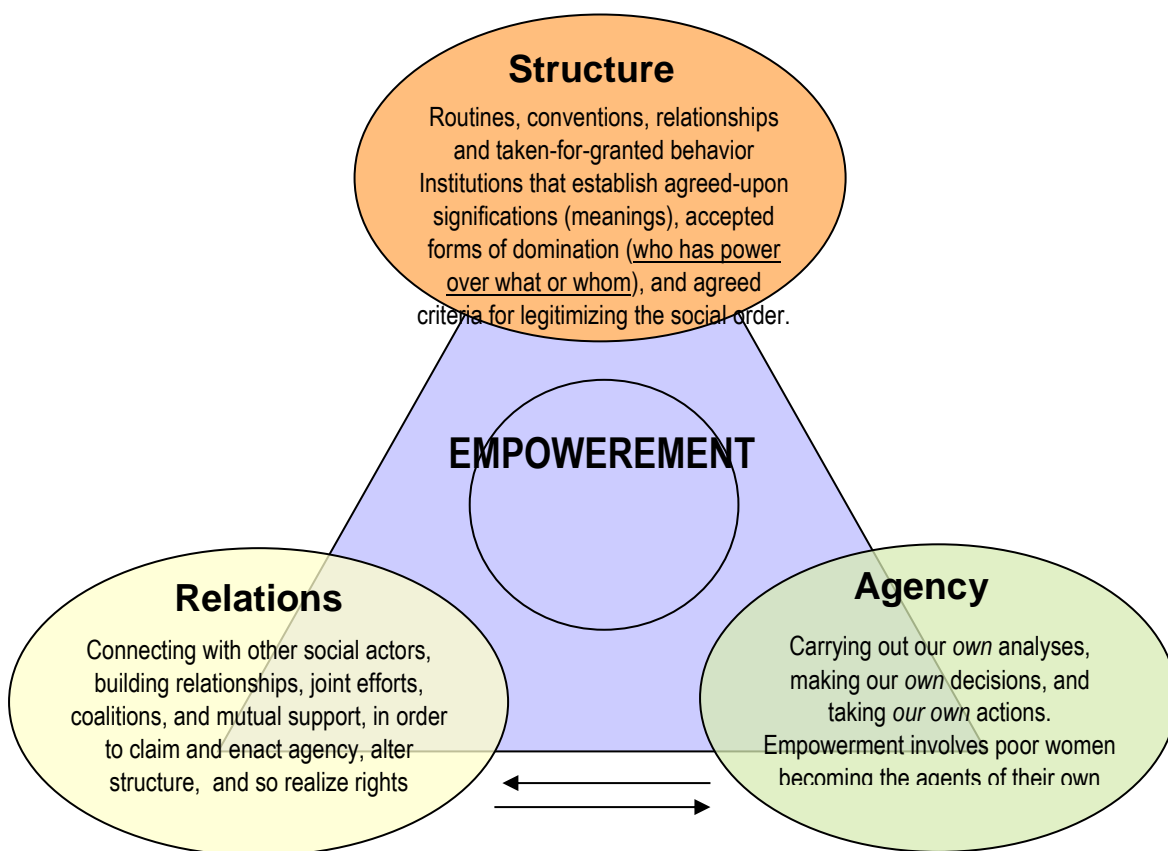 Structure
Routines, conventions, relationships
and taken-for-granted behavior
Institutions that establish agreed-upon
significations (meanings), accepted
forms of domination (who has power
over what or whom), and agreed
criteria for legitimizing the social order.
EMPOWEREMENT
Relations
Connecting with other social actors,
building relationships, joint efforts,
coalitions, and mutual support, in order
to claim and enact agency, alter
structure, and so realize rights
Agency
Carrying out our own analyses,
making our own decisions, and
taking our own actions.
Empowerment involves poor women
becoming the agents of their own